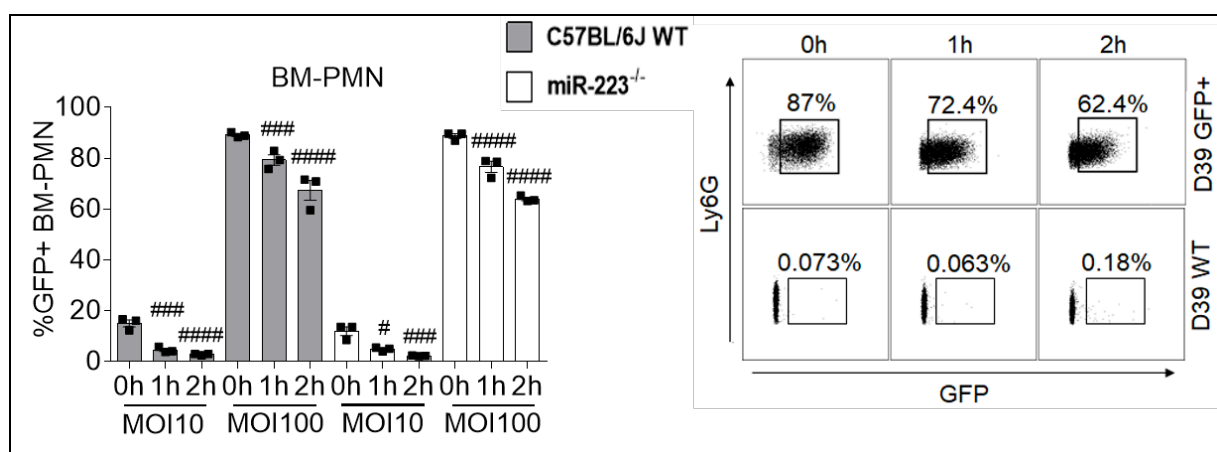 C57BL/6J WT
miR-223-/-
BM-PMN
%GFP+ BM-PMN
100
80
60
40
20
0
###
####
###
####
#
###
####
####
0h 1h 2h 0h 1h 2h 0h 1h 2h 0h 1h 2h
MOI10 MOI100 MOI10 MOI100
0h 1h 2h
87% 72.4% 62.4%
D39 GFP+
Ly6G
0.073% 0.063% 0.18%
D39 WT
GFP